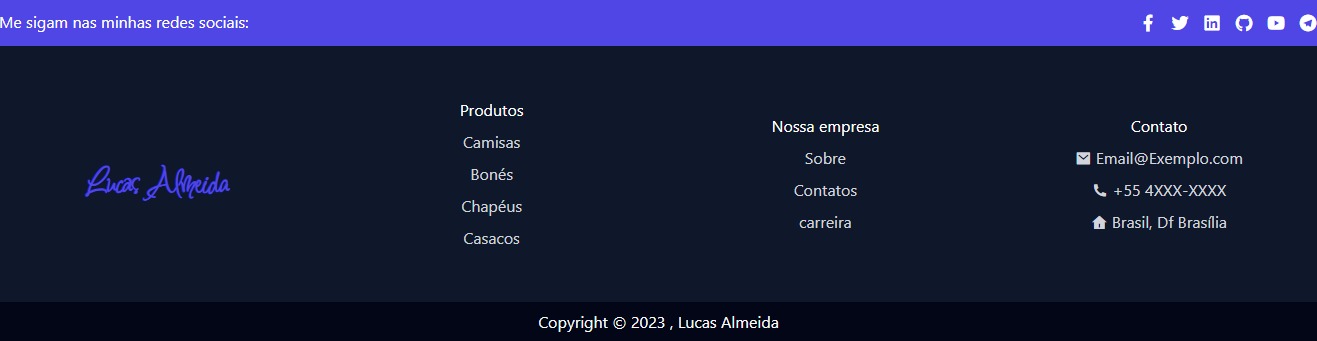 Me sigam nas minhas redes sociais:
Lucas Almeida
Produtos
Camisas
Bonés
Chapéus
Casacos
Nossa empresa
Sobre
Contatos
carreira
Contato
Email@Exemplo.com
+55 4XXX-XXXX
Brasil, Df Brasília
Copyright © 2023 , Lucas Almeida